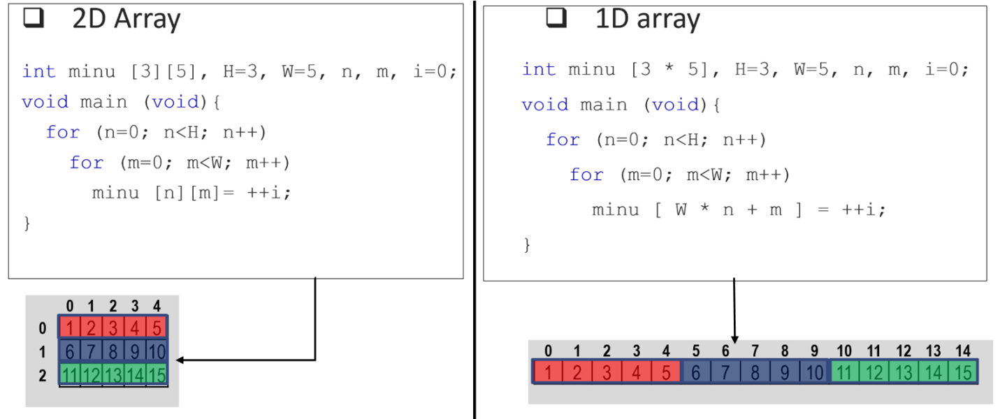 ❑ 2D Array
int minu [3][5], H=3, W=5, n, m, i=0;
void main (void){
for (n=0; n<H; n++)
for (m=0; m<W; m++)
minu [n][m]= ++i;
}
0 1 2 3 4
0 1 2 3 4 5
1 6 7 8 9 10
2 11 12 13 14 15
❑ 1D array
int minu [3 * 5], H=3, W=5, n, m, i=0;
void main (void){
for (n=0; n<H; n++)
for (m=0; m<W; m++)
minu [ W * n + m ] = ++i;
}
0 1 2 3 4 5 6 7 8 9 10 11 12 13 14
1 2 3 4 5 6 7 8 9 10 11 12 13 14 15